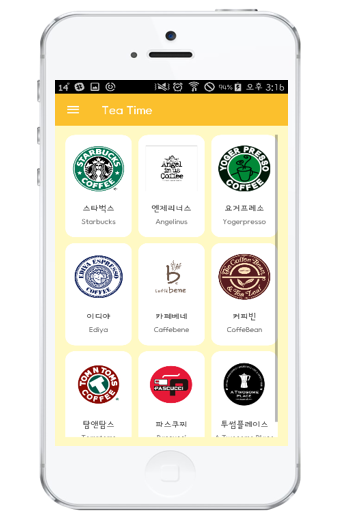 14°
94% 오후 3:16
Tea Time
STARBUCKS
COFFEE
Angel
in us
Coffee
YOGER PRESSO
COFFEE
스타벅스
엔제리너스
요거프레소
Starbucks
Angelinus
Yogerpresso
EDIYA ESPRESSO
COFFEE
caffé bene
The Coffee Bean
& Tea Leaf
이디야
카페베네
커피빈
Ediya
Caffebene
CoffeBean
TOM N TOMS
COFFEE
PASCUCCI
A TWOSOME
PLACE
탐앤탐스
파스쿠찌
투썸플레이스